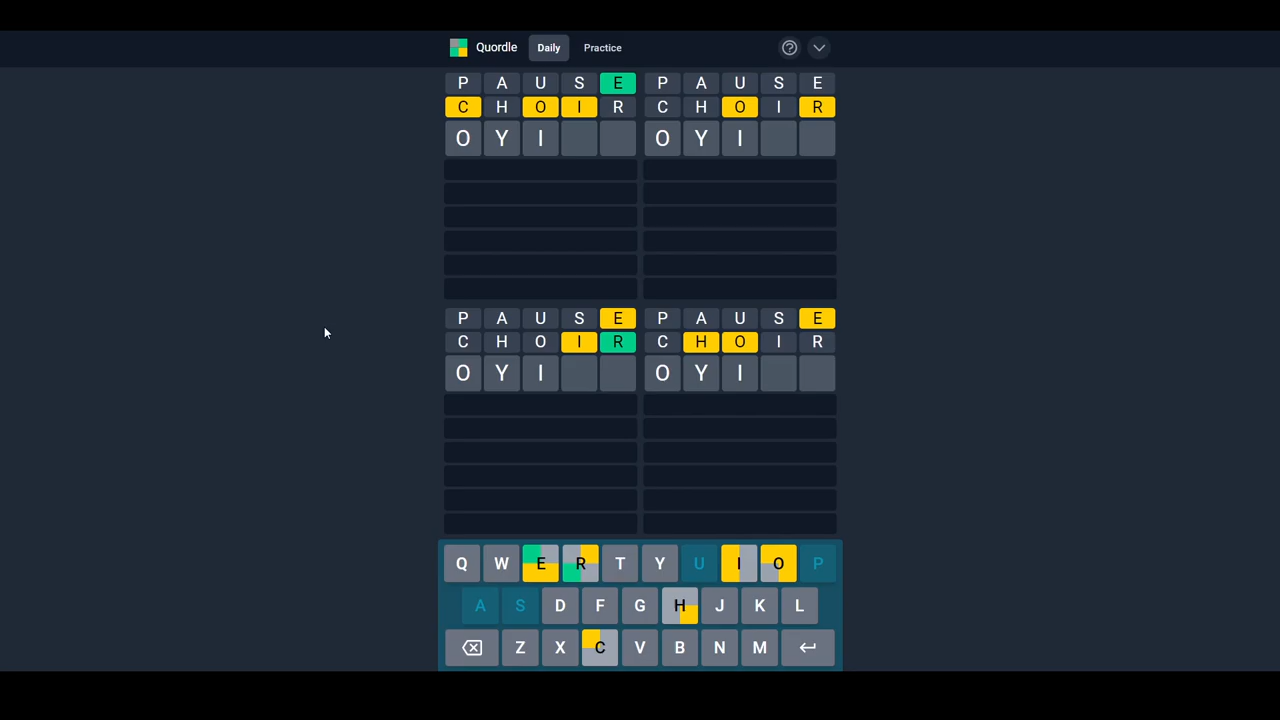 Quordle Daily Practice
P A U S E P A U S E
C H O I R C H O I R
O Y I O Y I
P A U S E P A U S E
C H O I R C H O I R
O Y I O Y I
Q W E R T Y U I O P
A S D F G H J K L
Z X C V B N M